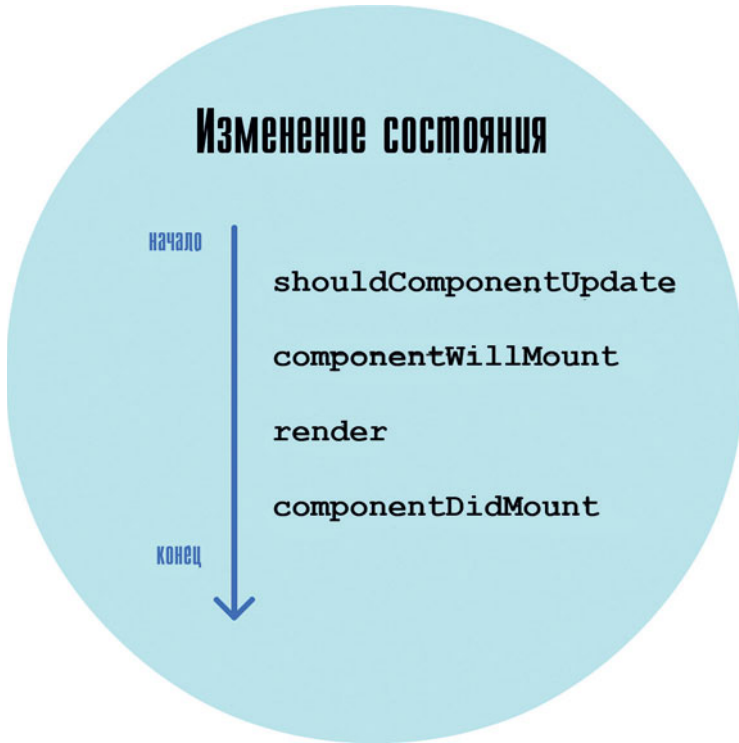 Изменение состояния
начало
shouldComponentUpdate
componentWillMount
render
componentDidMount
конец